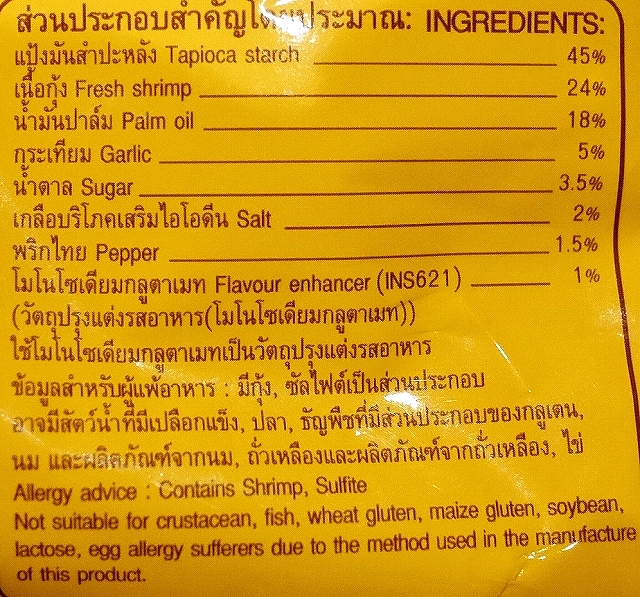 ส่วนประกอบสำคัญโดยประมาณ: INGREDIENTS:
แป้งมันสำปะหลัง Tapioca starch 45%
เนื้อกุ้ง Fresh shrimp 24%
น้ำมันปาล์ม Palm oil 18%
กระเทียม Garlic 5%
น้ำตาล Sugar 3.5%
เกลือบริโภคเสริมไอโอดีน Salt 2%
พริกไทย Pepper 1.5%
โมโนโซเดียมกลูตาเมท Flavour enhancer (INS621) 1%
(วัตถุปรุงแต่งรสอาหาร(โมโนโซเดียมกลูตาเมท))
ใช้โมโนโซเดียมกลูตาเมทเป็นวัตถุปรุงแต่งรสอาหาร
ข้อมูลสำหรับผู้แพ้อาหาร : มีกุ้ง, ซัลไฟต์เป็นส่วนประกอบ
อาจมีสัตว์น้ำที่มีเปลือกแข็ง, ปลา, ธัญพืชที่มีส่วนประกอบของกลูเตน,
นม และผลิตภัณฑ์จากนม, ถั่วเหลืองและผลิตภัณฑ์จากถั่วเหลือง, ไข่
Allergy advice : Contains Shrimp, Sulfite
Not suitable for crustacean, fish, wheat gluten, maize gluten, soybean,
lactose, egg allergy sufferers due to the method used in the manufacture
of this product.